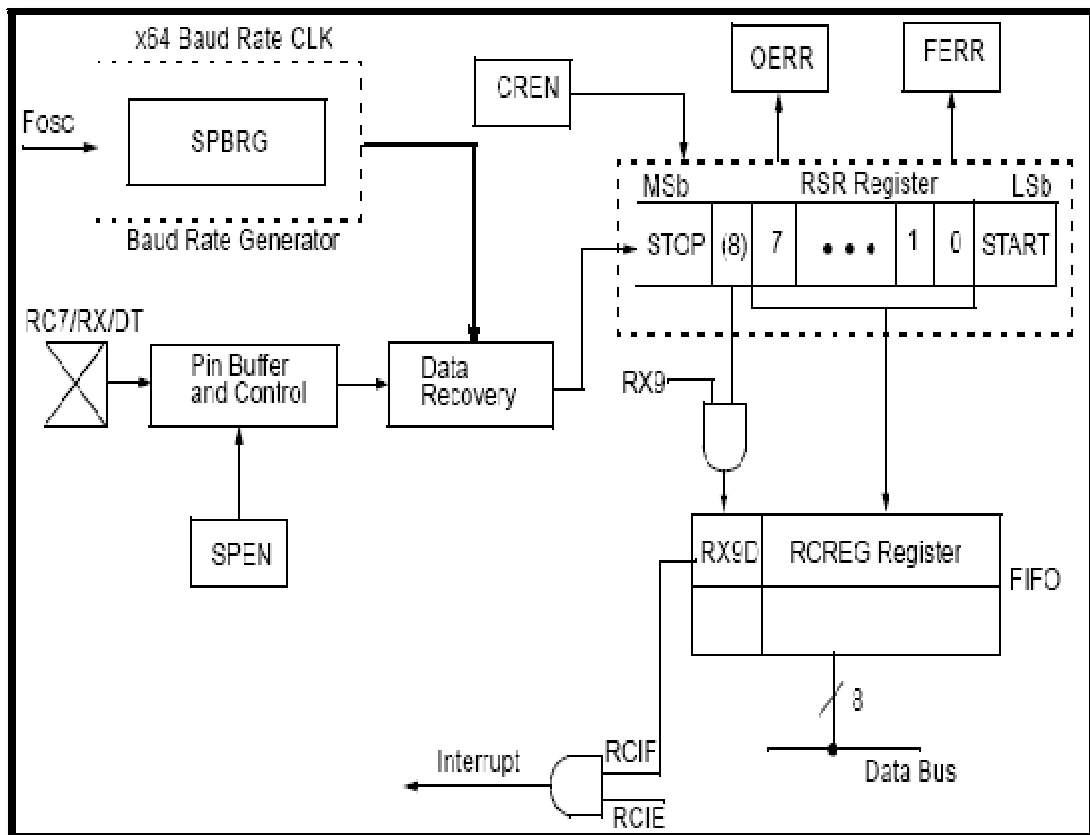 x64 Baud Rate CLK
Fosc
SPBRG
Baud Rate Generator
CREN
OERR
FERR
MSb
RSR Register
LSb
STOP
(8)
7
• • •
1
0
START
RC7/RX/DT
Pin Buffer
and Control
Data
Recovery
RX9
SPEN
RX9D
RCREG Register
FIFO
8
Interrupt
RCIF
RCIE
Data Bus